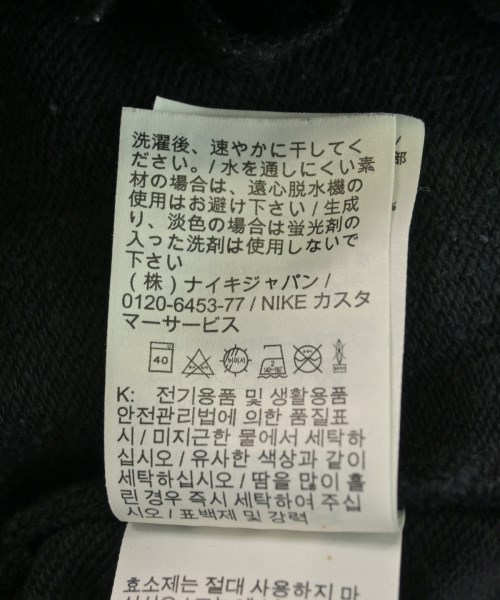 洗濯後、速やかに干してく
ださい。/ 水を通しにくい素
材の場合は、遠心脱水機の
使用はお避け下さい / 生成
り、淡色の場合は蛍光剤の
入った洗剤は使用しないで
下さい
(株) ナイキジャパン /
0120-6453-77 / NIKE カスタ
マーサービス
40
K: 전기용품 및 생활용품
안전관리법에 의한 품질표
시 / 미지근한 물에서 세탁하
십시오 / 유사한 색상과 같이
세탁하십시오 / 땀을 많이 흘
린 경우 즉시 세탁하여 주십
시오 / 표백제 및 강력
효소제는 절대 사용하지 마
部